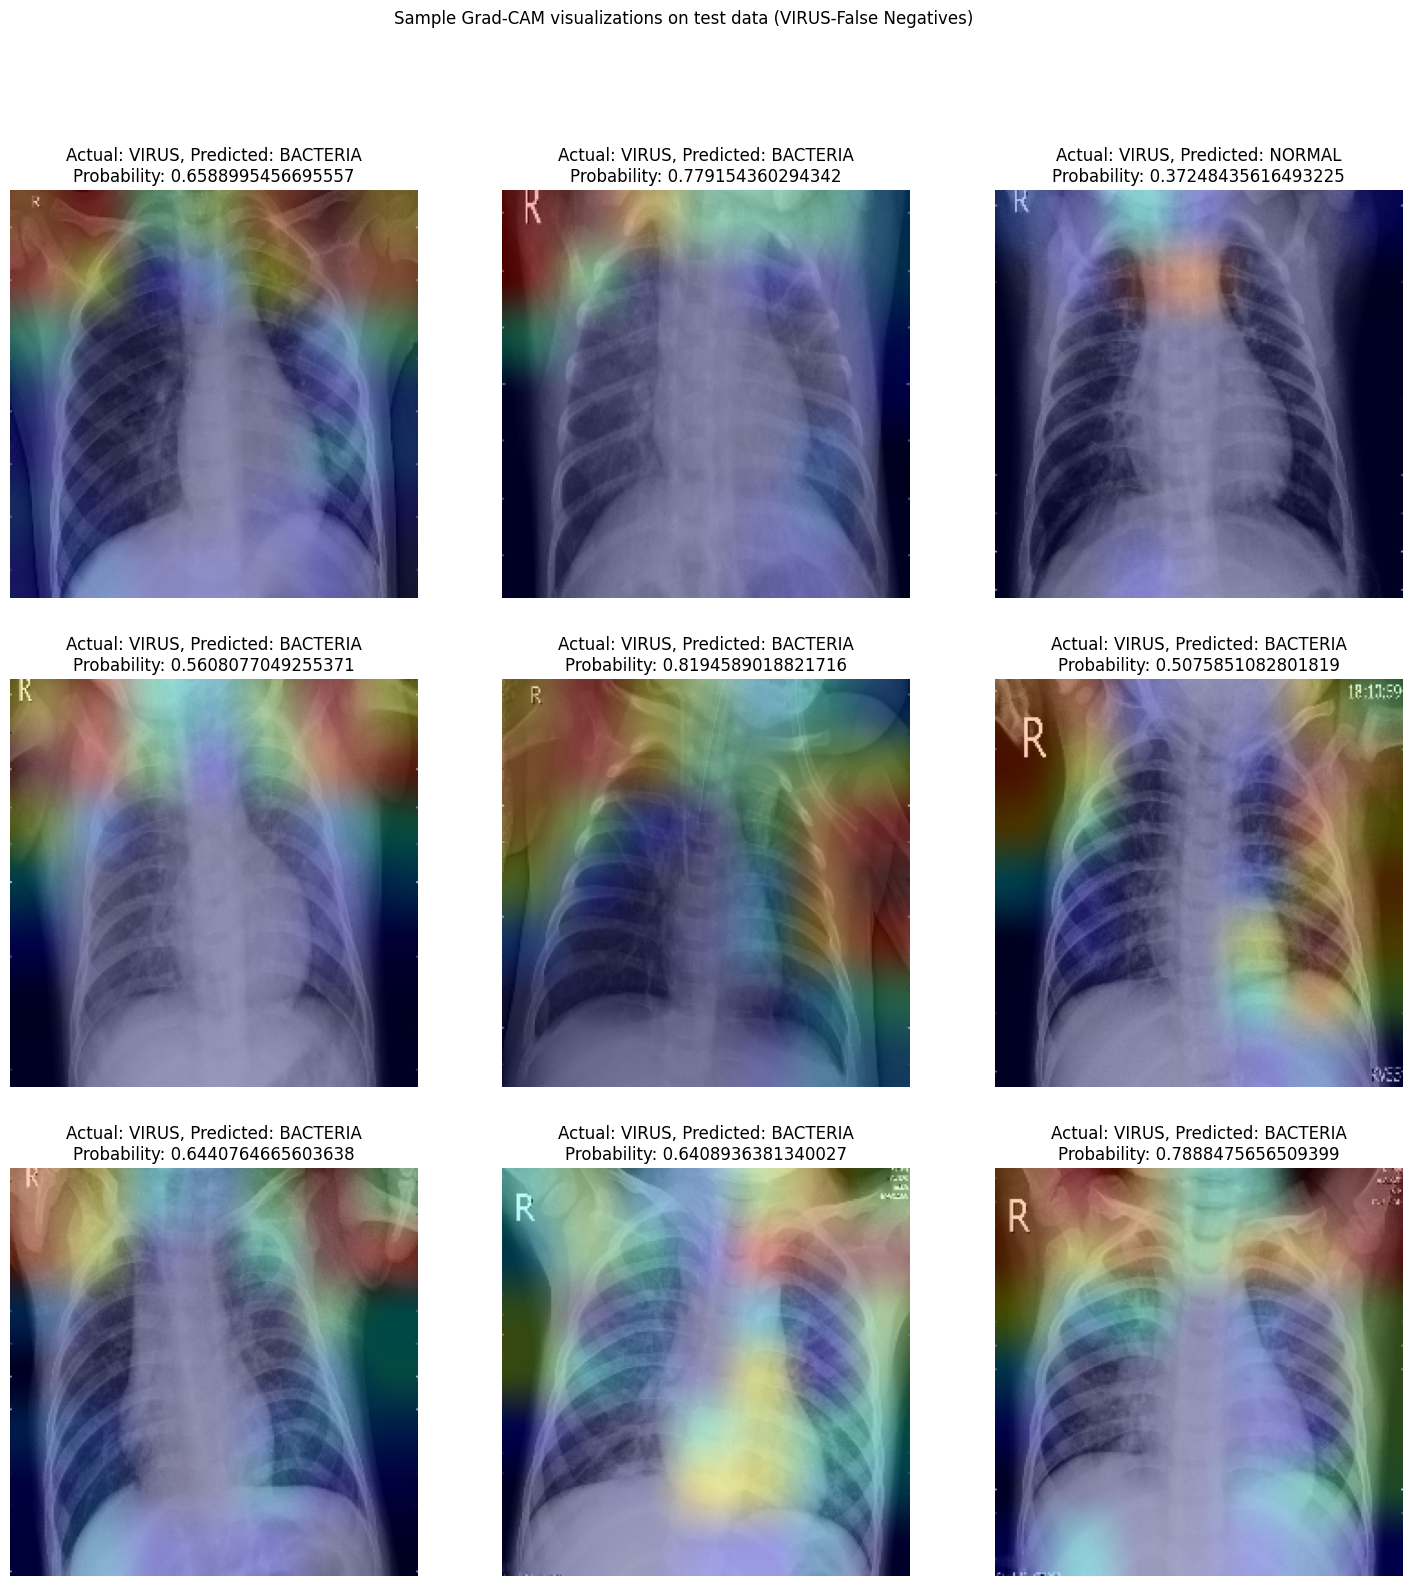 Sample Grad-CAM visualizations on test data (VIRUS-False Negatives)
Actual: VIRUS, Predicted: BACTERIA
Probability: 0.6588995456695557
R
Actual: VIRUS, Predicted: BACTERIA
Probability: 0.779154360294342
R
Actual: VIRUS, Predicted: NORMAL
Probability: 0.37248435616493225
R
Actual: VIRUS, Predicted: BACTERIA
Probability: 0.5608077049255371
R
Actual: VIRUS, Predicted: BACTERIA
Probability: 0.8194589018821716
R
Actual: VIRUS, Predicted: BACTERIA
Probability: 0.5075851082801819
R
Actual: VIRUS, Predicted: BACTERIA
Probability: 0.6440764665603638
R
Actual: VIRUS, Predicted: BACTERIA
Probability: 0.6408936381340027
R
Actual: VIRUS, Predicted: BACTERIA
Probability: 0.7888475656509399
R